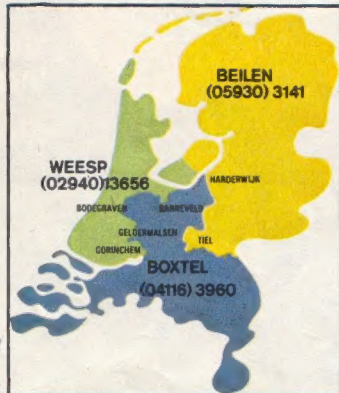 BEILEN
(05930) 3141
WEESP
(02940)13656
HARDERWIJK
BODEGRAVEN
BARNEVELD
GELDERMALSEN
TIEL
GORINCHEM
BOXTEL
(04116) 3960